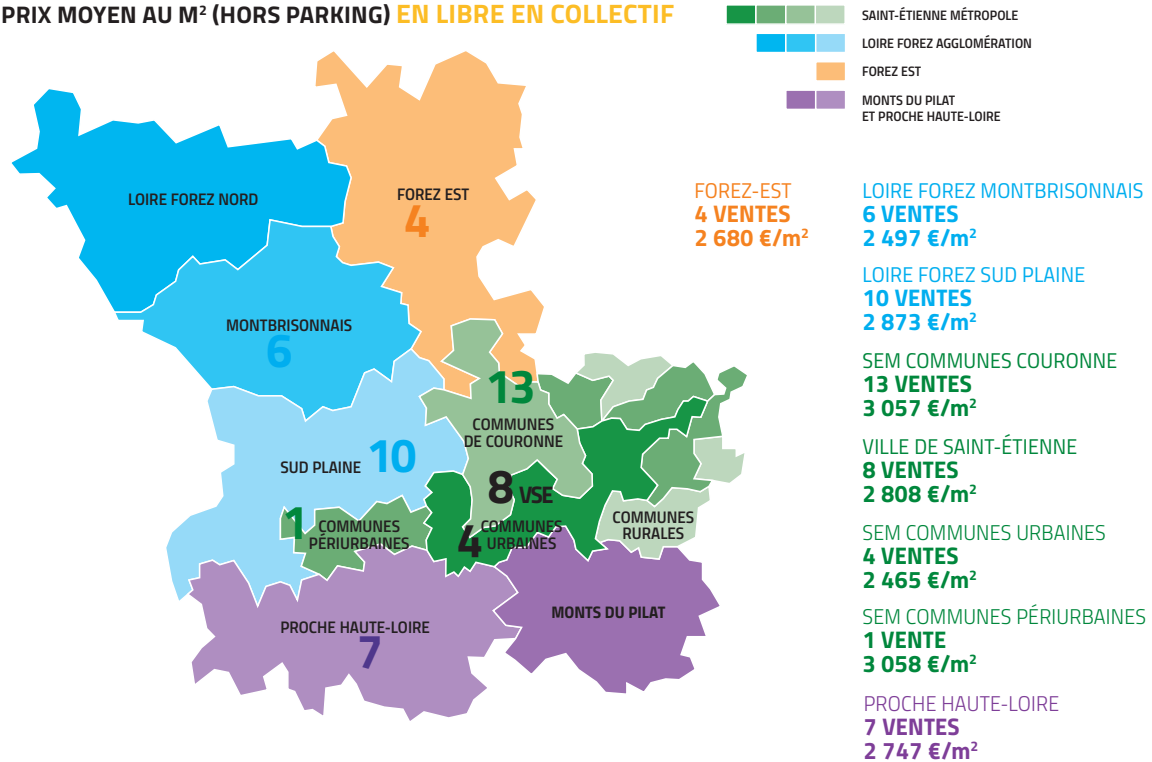 PRIX MOYEN AU M² (HORS PARKING) EN LIBRE EN COLLECTIF
SAINT-ÉTIENNE MÉTROPOLE
LOIRE FOREZ AGGLOMÉRATION
FOREZ EST
MONTS DU PILAT
ET PROCHE HAUTE-LOIRE
LOIRE FOREZ NORD
FOREZ EST
4
MONTBRISONNAIS
6
13
COMMUNES
DE COURONNE
SUD PLAINE 10
8 VSE
1 COMMUNES
PÉRIURBAINES
4 COMMUNES
URBAINES
COMMUNES
RURALES
MONTS DU PILAT
PROCHE HAUTE-LOIRE
7
FOREZ-EST
4 VENTES
2 680 €/m²
LOIRE FOREZ MONTBRISONNAIS
6 VENTES
2 497 €/m²
LOIRE FOREZ SUD PLAINE
10 VENTES
2 873 €/m²
SEM COMMUNES COURONNE
13 VENTES
3 057 €/m²
VILLE DE SAINT-ÉTIENNE
8 VENTES
2 808 €/m²
SEM COMMUNES URBAINES
4 VENTES
2 465 €/m²
SEM COMMUNES PÉRIURBAINES
1 VENTE
3 058 €/m²
PROCHE HAUTE-LOIRE
7 VENTES
2 747 €/m²